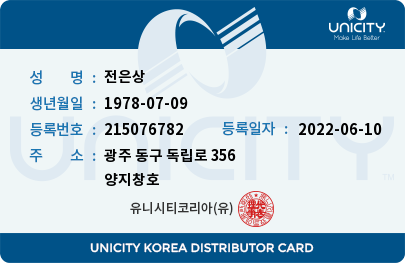 UNICITY
Make Life Better
성 명 : 전은상
생년월일 : 1978-07-09
등록번호 : 215076782 등록일자 : 2022-06-10
주 소 : 광주 동구 독립로 356
양지창호
UNICITY
유니시티코리아(유)
UNICITY KOREA DISTRIBUTOR CARD